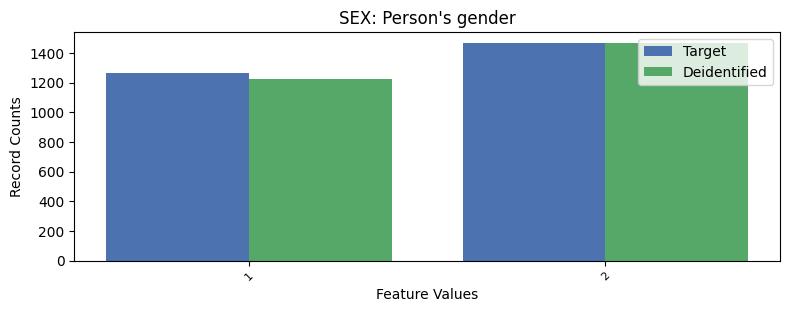 SEX: Person's gender
Target
Deidentified
Record Counts
1400
1200
1000
800
600
400
200
0
1
2
Feature Values